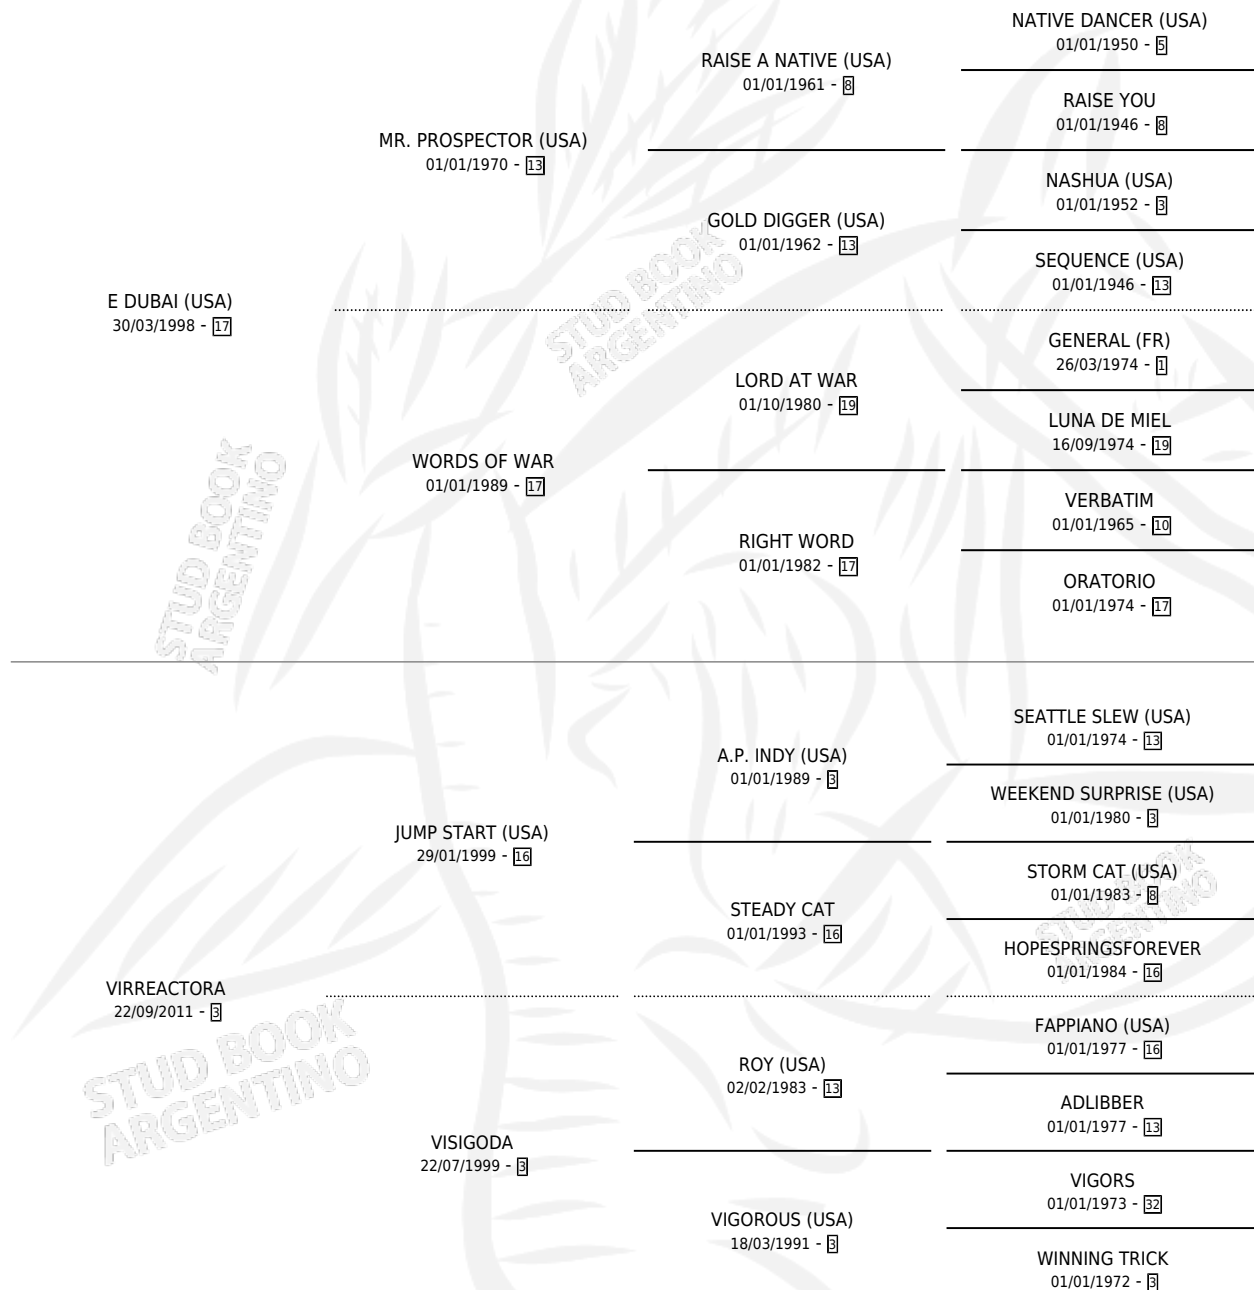 NATIVE DANCER (USA)
01/01/1950 - 5
RAISE A NATIVE (USA)
01/01/1961 - 8
RAISE YOU
01/01/1946 - 8
MR. PROSPECTOR (USA)
01/01/1970 - 13
NASHUA (USA)
01/01/1952 - 3
GOLD DIGGER (USA)
01/01/1962 - 13
SEQUENCE (USA)
01/01/1946 - 13
E DUBAI (USA)
30/03/1998 - 17
GENERAL (FR)
26/03/1974 - 1
LORD AT WAR
01/10/1980 - 19
LUNA DE MIEL
16/09/1974 - 19
WORDS OF WAR
01/01/1989 - 17
VERBATIM
01/01/1965 - 10
RIGHT WORD
01/01/1982 - 17
ORATORIO
01/01/1974 - 17
SEATTLE SLEW (USA)
01/01/1974 - 13
A.P. INDY (USA)
01/01/1989 - 3
WEEKEND SURPRISE (USA)
01/01/1980 - 3
JUMP START (USA)
29/01/1999 - 16
STORM CAT (USA)
01/01/1983 - 8
STEADY CAT
01/01/1993 - 16
HOPESPRINGSFOREVER
01/01/1984 - 16
VIRREACTORA
22/09/2011 - 3
FAPPIANO (USA)
01/01/1977 - 16
ROY (USA)
02/02/1983 - 13
ADLIBBER
01/01/1977 - 13
VISIGODA
22/07/1999 - 3
VIGORS
01/01/1973 - 32
VIGOROUS (USA)
18/03/1991 - 3
WINNING TRICK
01/01/1972 - 3
STUD BOOK
ARGENTINO
STUD BOOK
ARGENTINO
STUD BOOK
ARGENTINO
STUD BOOK
ARGENTINO